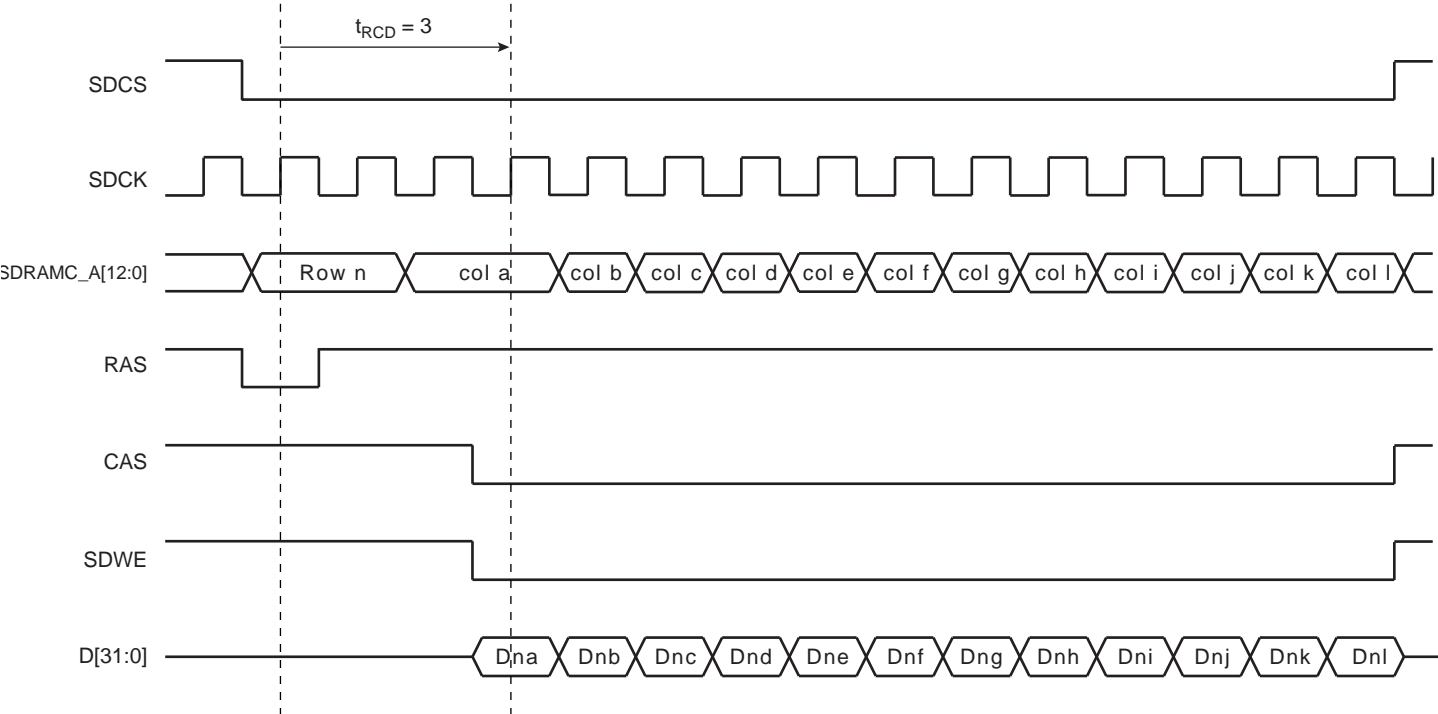 tRCD = 3
SDCS
SDCK
SDRAMC_A[12:0] Row n col a col b col c col d col e col f col g col h col i col j col k col l
RAS
CAS
SDWE
D[31:0] Dna Dnb Dnc Dnd Dne Dnf Dng Dnh Dni Dnj Dnk Dnl